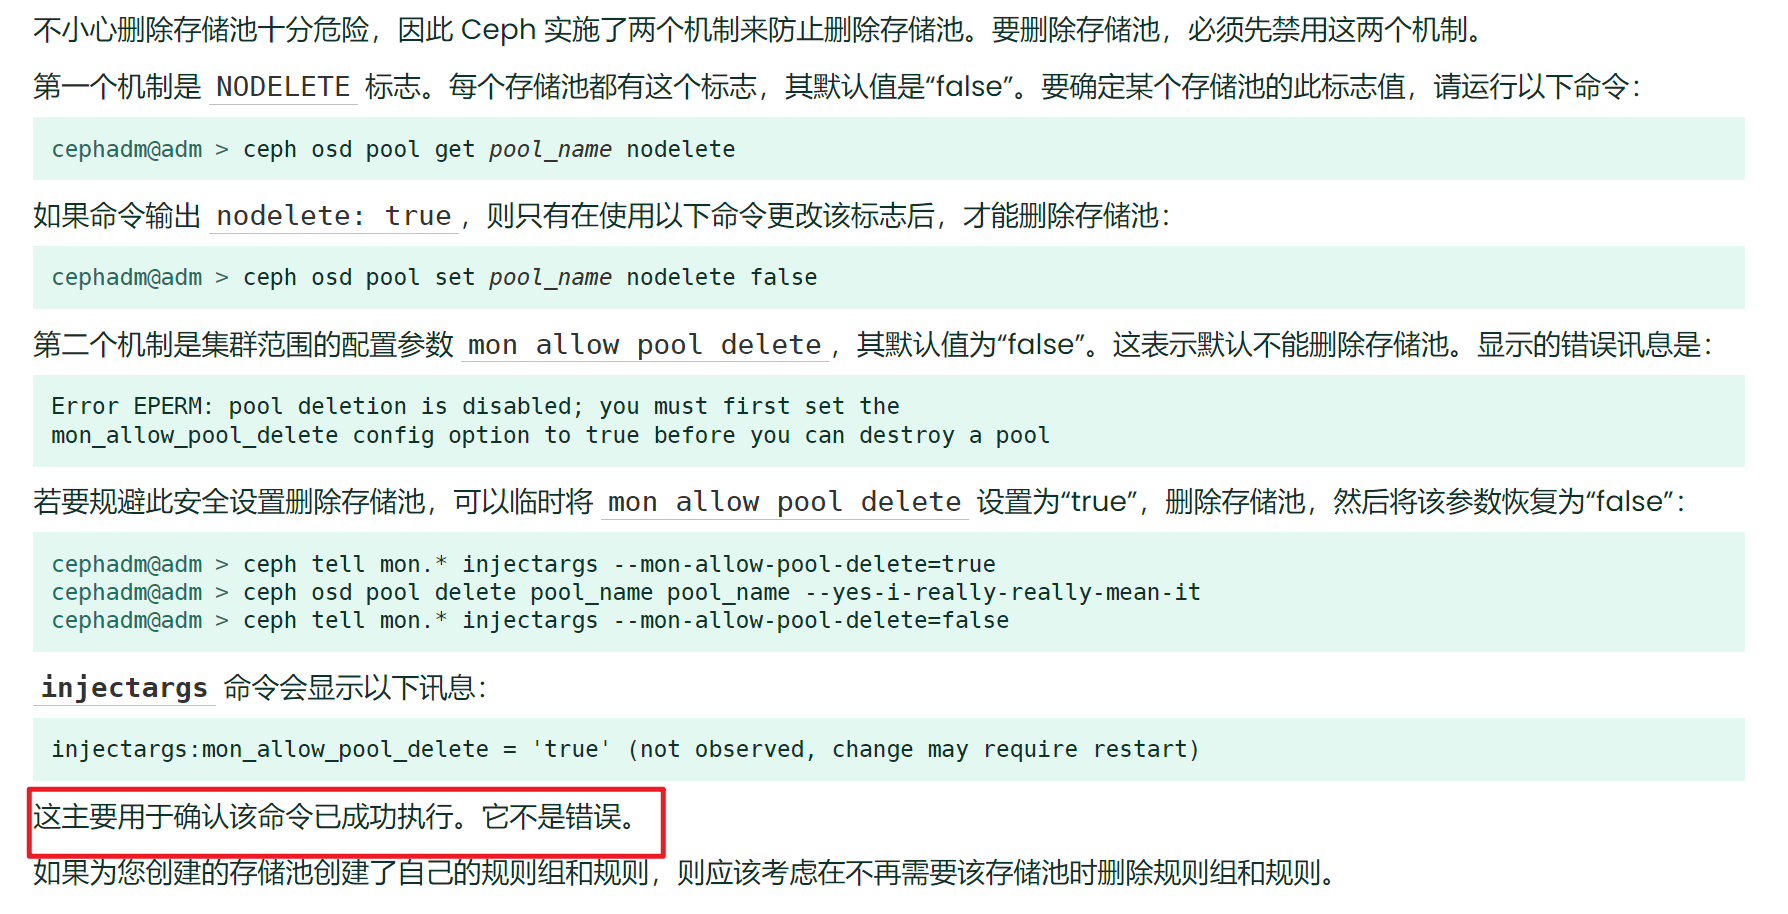 不小心删除存储池十分危险，因此 Ceph 实施了两个机制来防止删除存储池。要删除存储池，必须先禁用这两个机制。
第一个机制是 NODELETE 标志。每个存储池都有这个标志，其默认值是“false”。要确定某个存储池的此标志值，请运行以下命令：
cephadm@adm > ceph osd pool get pool_name nodelete
如果命令输出 nodelete: true，则只有在使用以下命令更改该标志后，才能删除存储池：
cephadm@adm > ceph osd pool set pool_name nodelete false
第二个机制是集群范围的配置参数 mon allow pool delete，其默认值为“false”。这表示默认不能删除存储池。显示的错误讯息是：
Error EPERM: pool deletion is disabled; you must first set the
mon_allow_pool_delete config option to true before you can destroy a pool
若要规避此安全设置删除存储池，可以临时将 mon allow pool delete 设置为“true”，删除存储池，然后将该参数恢复为“false”：
cephadm@adm > ceph tell mon.* injectargs --mon-allow-pool-delete=true
cephadm@adm > ceph osd pool delete pool_name pool_name --yes-i-really-really-mean-it
cephadm@adm > ceph tell mon.* injectargs --mon-allow-pool-delete=false
injectargs 命令会显示以下讯息：
injectargs:mon_allow_pool_delete = 'true' (not observed, change may require restart)
这主要用于确认该命令已成功执行。它不是错误。
如果为您创建的存储池创建了自己的规则组和规则，则应该考虑在不再需要该存储池时删除规则组和规则。